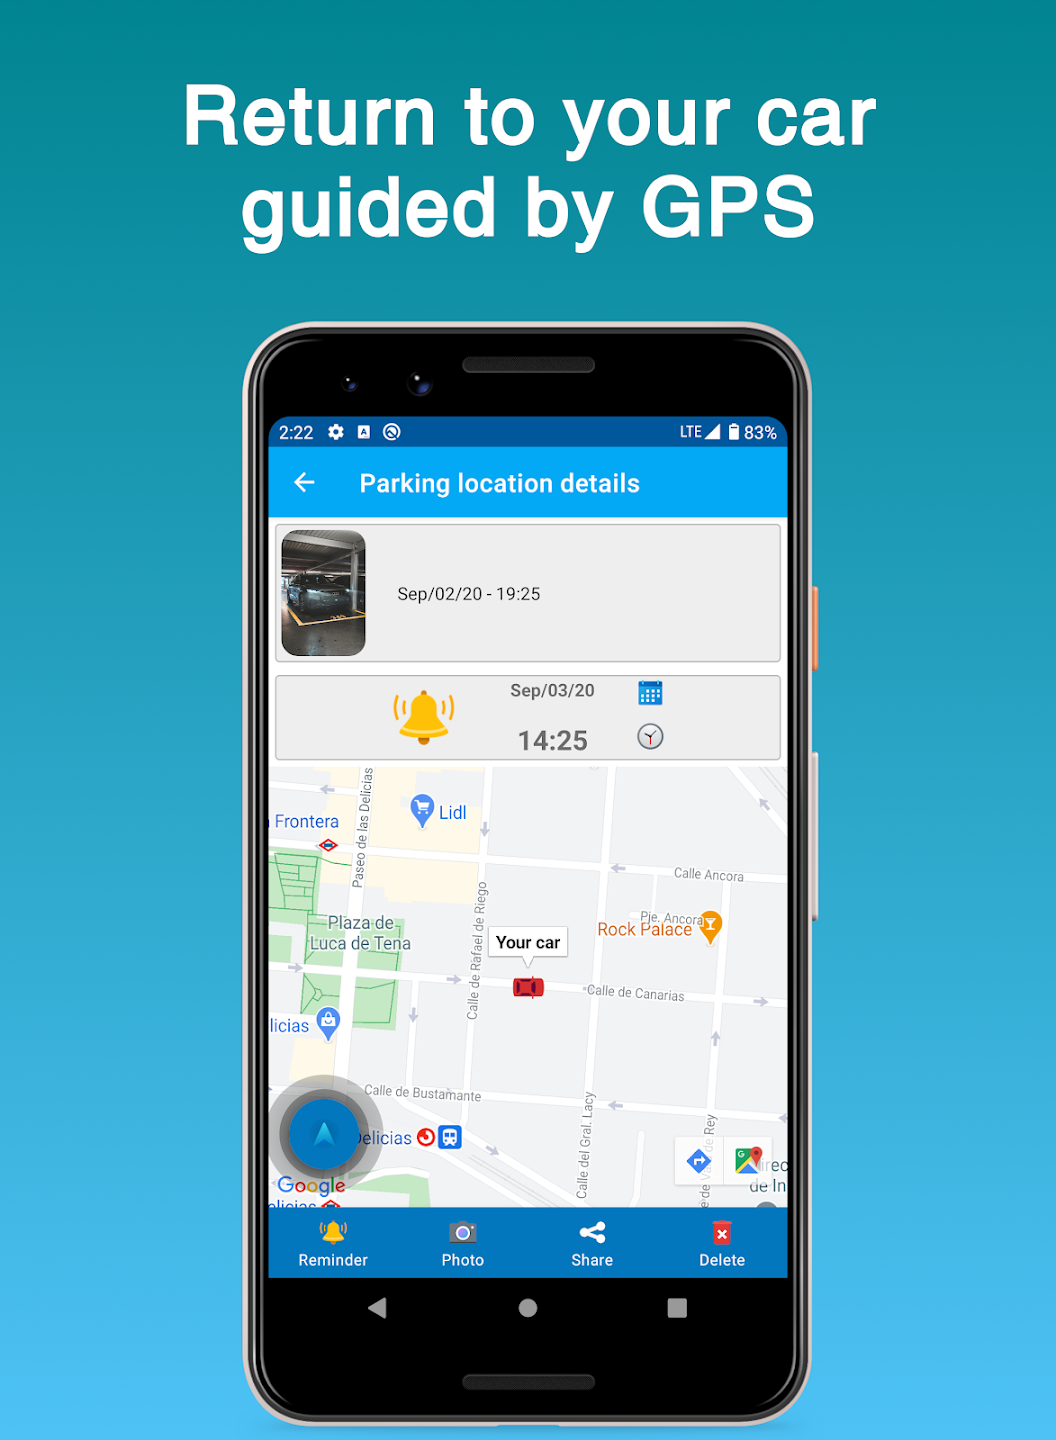 Return to your car
guided by GPS
2:22
LTE 83%
Parking location details
Sep/02/20 - 19:25
Sep/03/20
14:25
Paseo de las Delicias
Lidl
Frontera
Calle Ancora
Calle de Rafael de Riego
Plaza de
Luca de Tena
Pje. Ancora
Rock Palace
Your car
Calle de Canarias
licias
Calle de Bustamante
Delicias
Calle del Gral. Lacy
Rey
irec
de In
Google
elicias
Reminder
Photo
Share
Delete